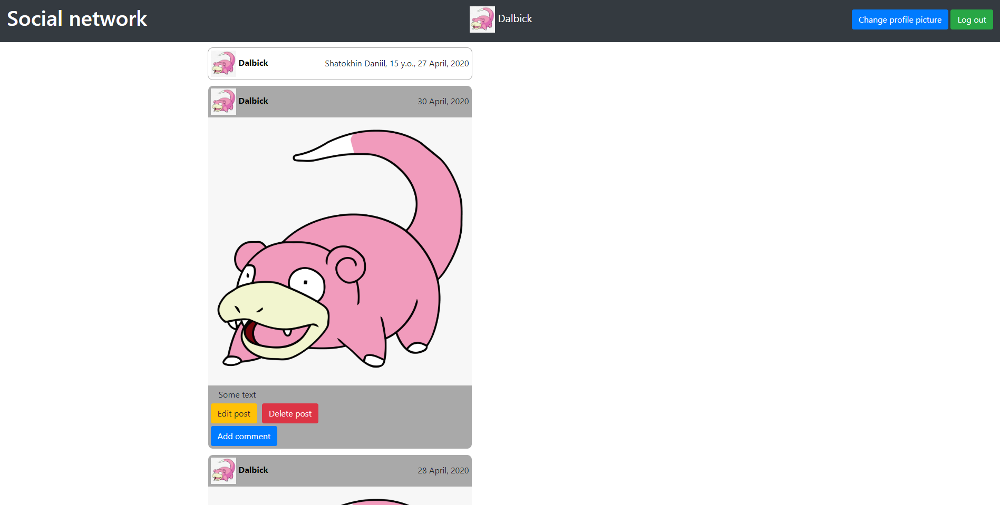 Social network
Dalbick
Change profile picture
Log out
Dalbick
Shatokhin Daniil, 15 y.o., 27 April, 2020
Dalbick
30 April, 2020
Some text
Edit post
Delete post
Add comment
Dalbick
28 April, 2020